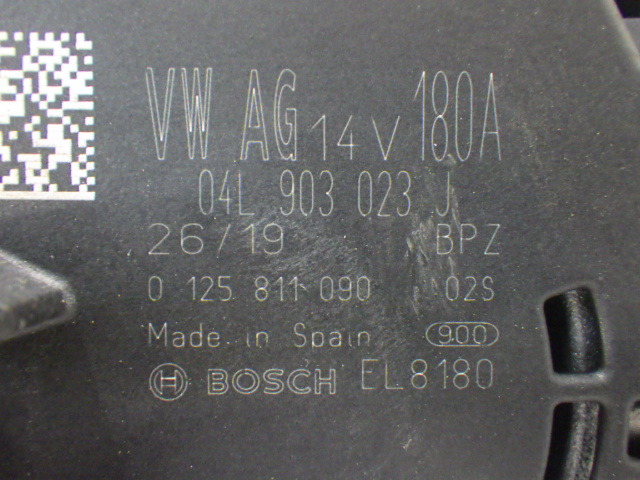 VW AG 14V 180A
04L 903 023 J
26/19 BPZ
0 125 811 090 02S
Made in Spain 900
H BOSCH EL8180